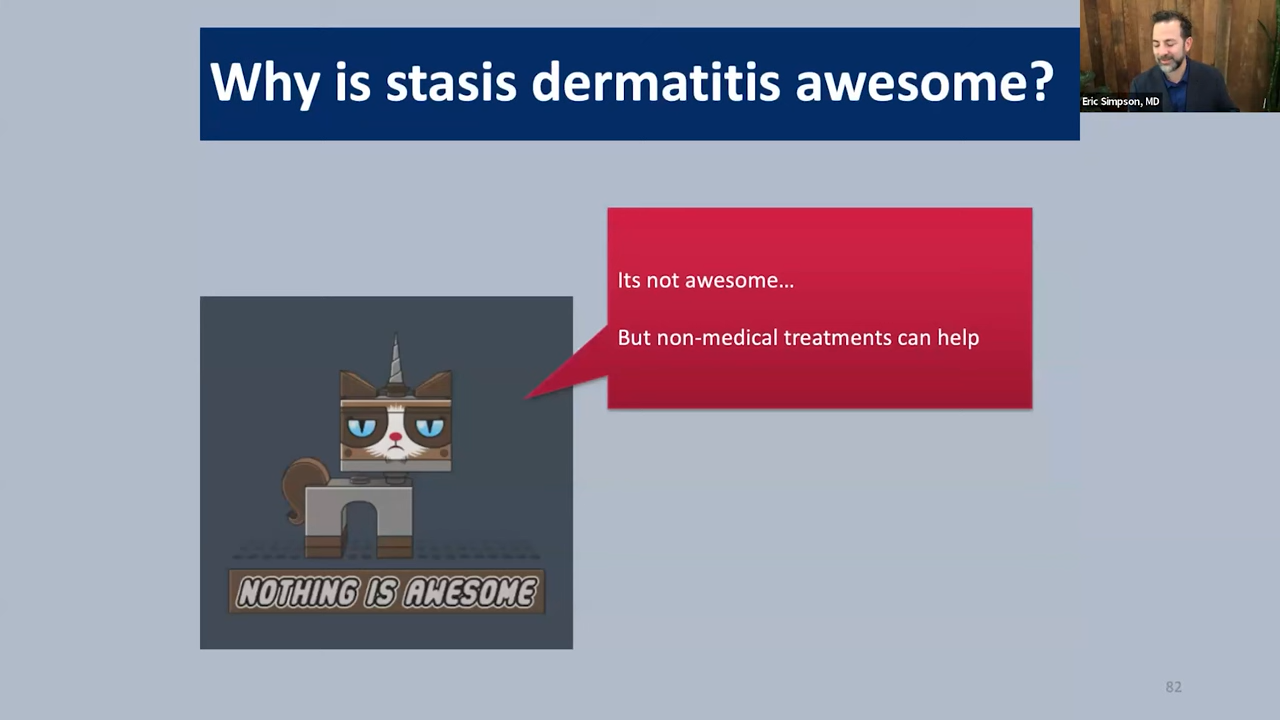 Why is stasis dermatitis awesome?
Eric Simpson, MD
Its not awesome...
But non-medical treatments can help
NOTHING IS AWESOME
82